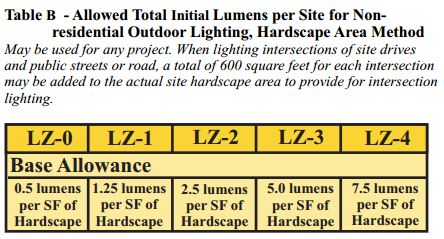 Table B - Allowed Total Initial Lumens per Site for Non-
residential Outdoor Lighting, Hardscape Area Method
May be used for any project. When lighting intersections of site drives
and public streets or road, a total of 600 square feet for each intersection
may be added to the actual site hardscape area to provide for intersection
lighting.
LZ-0 LZ-1 LZ-2 LZ-3 LZ-4
Base Allowance
0.5 lumens 1.25 lumens 2.5 lumens 5.0 lumens 7.5 lumens
per SF of per SF of per SF of per SF of per SF of
Hardscape Hardscape Hardscape Hardscape Hardscape